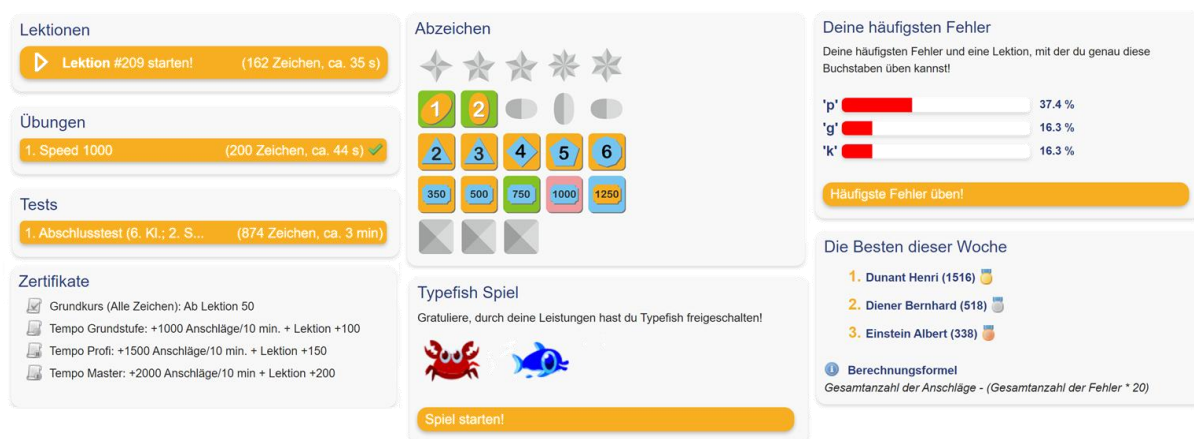 Lektionen
Lektion #209 starten! (162 Zeichen, ca. 35 s)
Übungen
1. Speed 1000 (200 Zeichen, ca. 44 s)
Tests
1. Abschlusstest (6. Kl.; 2. S... (874 Zeichen, ca. 3 min)
Zertifikate
Grundkurs (Alle Zeichen): Ab Lektion 50
Tempo Grundstufe: +1000 Anschläge/10 min. + Lektion +100
Tempo Profi: +1500 Anschläge/10 min. + Lektion +150
Tempo Master: +2000 Anschläge/10 min + Lektion +200
Abzeichen
1 2
2 3 4 5 6
350 500 750 1000 1250
Typefish Spiel
Gratuliere, durch deine Leistungen hast du Typefish freigeschalten!
Spiel starten!
Deine häufigsten Fehler
Deine häufigsten Fehler und eine Lektion, mit der du genau diese
Buchstaben üben kannst!
'p' 37.4 %
'g' 16.3 %
'k' 16.3 %
Häufigste Fehler üben!
Die Besten dieser Woche
1. Dunant Henri (1516)
2. Diener Bernhard (518)
3. Einstein Albert (338)
Berechnungsformel
Gesamtanzahl der Anschläge - (Gesamtanzahl der Fehler * 20)